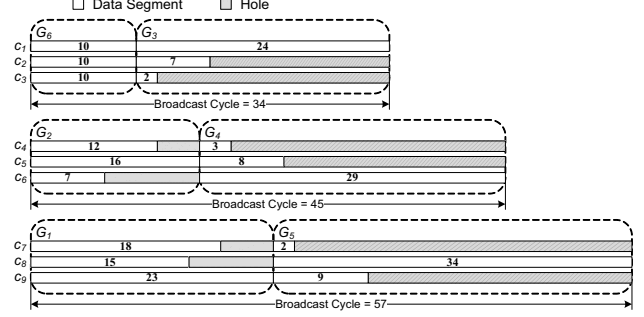 Data Segment Hole
G6 G3
c1 10 24
c2 10 7
c3 10 2
Broadcast Cycle = 34
G2 G4
c4 12 3
c5 16 8
c6 7 29
Broadcast Cycle = 45
G1 G5
c7 18 2
c8 15 34
c9 23 9
Broadcast Cycle = 57